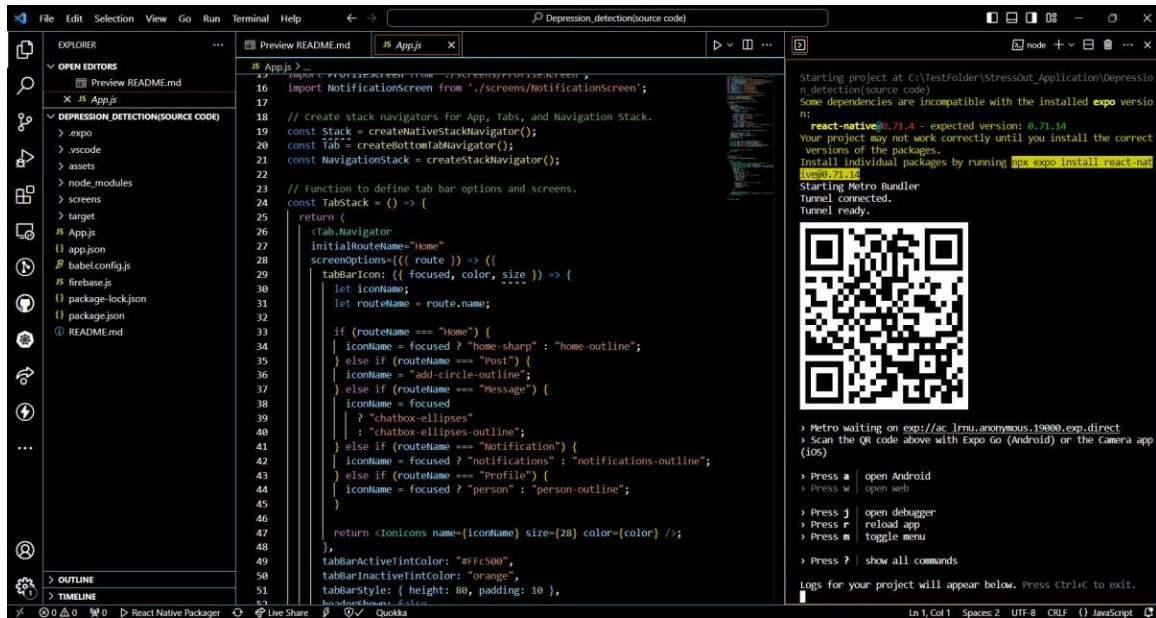 File Edit Selection View Go Run Terminal Help
Depression_detection(source code)
EXPLORER
OPEN EDITORS
Preview README.md
JS App.js
DEPRESSION_DETECTION(SOURCE CODE)
.expo
.vscode
assets
node_modules
screens
target
JS App.js
{} app.json
babel.config.js
JS firebase.js
{} package-lock.json
{} package.json
README.md
OUTLINE
TIMELINE
Preview README.md
JS App.js
JS App.js > ...
15 import ProfileScreen from './screens/ProfileScreen';
16 import NotificationScreen from './screens/NotificationScreen';
17
18 // Create stack navigators for App, Tabs, and Navigation Stack.
19 const Stack = createNativeStackNavigator();
20 const Tab = createBottomTabNavigator();
21 const NavigationStack = createStackNavigator();
22
23 // Function to define tab bar options and screens.
24 const TabStack = () => {
25 return (
26 <Tab.Navigator
27 initialRouteName="Home"
28 screenOptions={(({ route }) => ({
29 tabBarIcon: ({ focused, color, size }) => {
30 let iconName;
31 let routeName = route.name;
32
33 if (routeName === "Home") {
34 iconName = focused ? "home-sharp" : "home-outline";
35 } else if (routeName === "Post") {
36 iconName = "add-circle-outline";
37 } else if (routeName === "Message") {
38 iconName = focused
39 ? "chatbox-ellipses"
40 : "chatbox-ellipses-outline";
41 } else if (routeName === "Notification") {
42 iconName = focused ? "notifications" : "notifications-outline";
43 } else if (routeName === "Profile") {
44 iconName = focused ? "person" : "person-outline";
45 }
46
47 return <Ionicons name={iconName} size={28} color={color} />;
48 },
49 tabBarActiveTintColor: "#FFc500",
50 tabBarInactiveTintColor: "orange",
51 tabBarStyle: { height: 80, padding: 10 },
52 headerShown: false
node
Starting project at C:\TestFolder\StressOut_Application\Depressio
n_detection(source code)
Some dependencies are incompatible with the installed expo versio
n:
react-native@0.71.4 - expected version: 0.71.14
Your project may not work correctly until you install the correct
versions of the packages.
Install individual packages by running npx expo install react-nat
ive@0.71.14
Starting Metro Bundler
Tunnel connected.
Tunnel ready.
› Metro waiting on exp://ac_lrnu.anonymous.19000.exp.direct
› Scan the QR code above with Expo Go (Android) or the Camera app
(iOS)
› Press a │ open Android
› Press w │ open web
› Press j │ open debugger
› Press r │ reload app
› Press m │ toggle menu
› Press ? │ show all commands
Logs for your project will appear below. Press Ctrl+C to exit.
0 0 0 React Native Packager Live Share Quokka Ln 1, Col 1 Spaces: 2 UTF-8 CRLF {} JavaScript